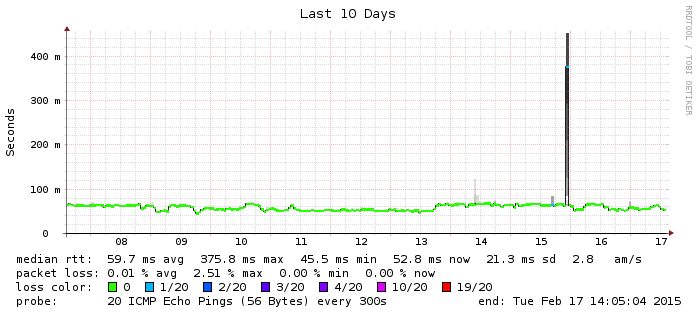 Last 10 Days
RRDTOOL / TOBI OETIKER
Seconds
400 m
300 m
200 m
100 m
0
08 09 10 11 12 13 14 15 16 17
median rtt: 59.7 ms avg 375.8 ms max 45.5 ms min 52.8 ms now 21.3 ms sd 2.8 am/s
packet loss: 0.01 % avg 2.51 % max 0.00 % min 0.00 % now
loss color: 0 1/20 2/20 3/20 4/20 10/20 19/20
probe: 20 ICMP Echo Pings (56 Bytes) every 300s end: Tue Feb 17 14:05:04 2015